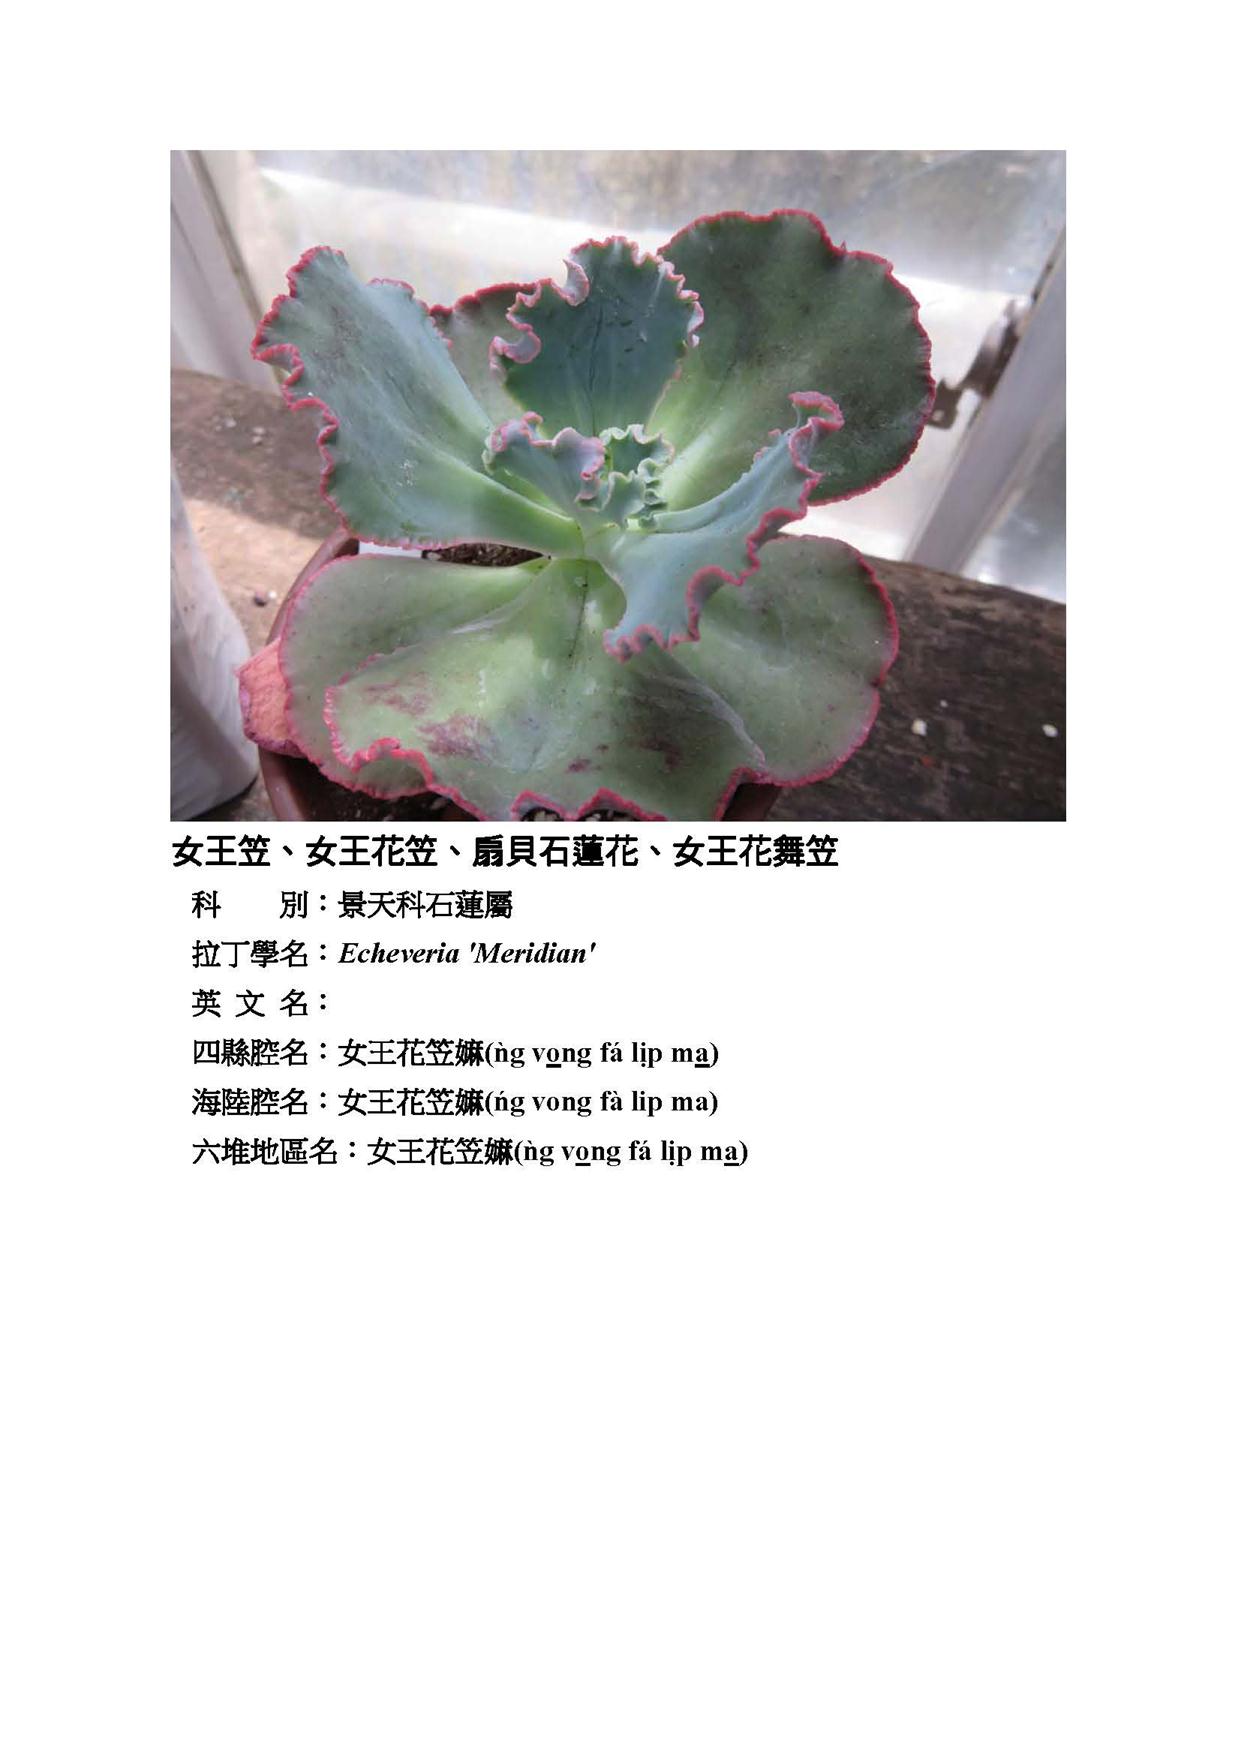 女王笠、女王花笠、扇貝石蓮花、女王花舞笠
科　　別：景天科石蓮屬
拉丁學名：Echeveria 'Meridian'
英 文 名：
四縣腔名：女王花笠嫲(ǹg vo̲ng fá li̩p ma̲)
海陸腔名：女王花笠嫲(ńg vong fà lip ma)
六堆地區名：女王花笠嫲(ǹg vo̲ng fá li̩p ma̲)